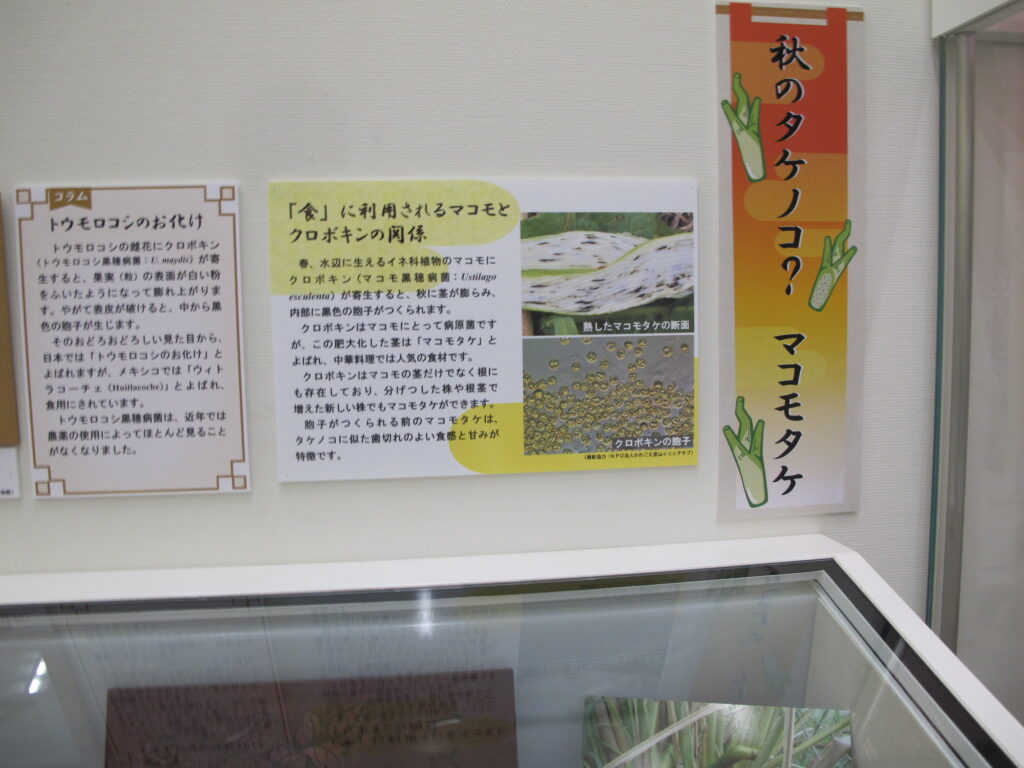 コラム
トウモロコシのお化け
トウモロコシの雌花にクロボキン
(トウモロコシ黒穂病菌：U. maydis) が寄
生すると、果実 (粒) の表面が白い粉
をふいたようになって膨れ上がりま
す。やがて表皮が破けると、中から黒
色の胞子が生じます。
そのおどろおどろしい見た目から、
日本では「トウモロコシのお化け」と
よばれますが、メキシコでは「ウィト
ラコーチェ (Huitlacoche)」とよばれ、
食用にされています。
トウモロコシ黒穂病菌は、近年では
農薬の使用によってほとんど見ること
がなくなりました。
「食」に利用されるマコモと
クロボキンの関係
春、水辺に生えるイネ科植物のマコモに
クロボキン (マコモ黒穂病菌：Ustilago
esculenta) が寄生すると、秋に茎が膨らみ、
内部に黒色の胞子がつくられます。
クロボキンはマコモにとって病原菌です
が、この肥大化した茎は「マコモタケ」と
よばれ、中華料理では人気の食材です。
クロボキンはマコモの茎だけでなく根に
も存在しており、分げつした株や根茎で
増えた新しい株でもマコモタケができます。
胞子がつくられる前のマコモタケは、
タケノコに似た歯切れのよい食感と甘みが
特徴です。
熟したマコモタケの断面
クロボキンの胞子
(撮影協力：NPO法人かわごえ里山イニシアチブ)
秋のタケノコ？ マコモタケ